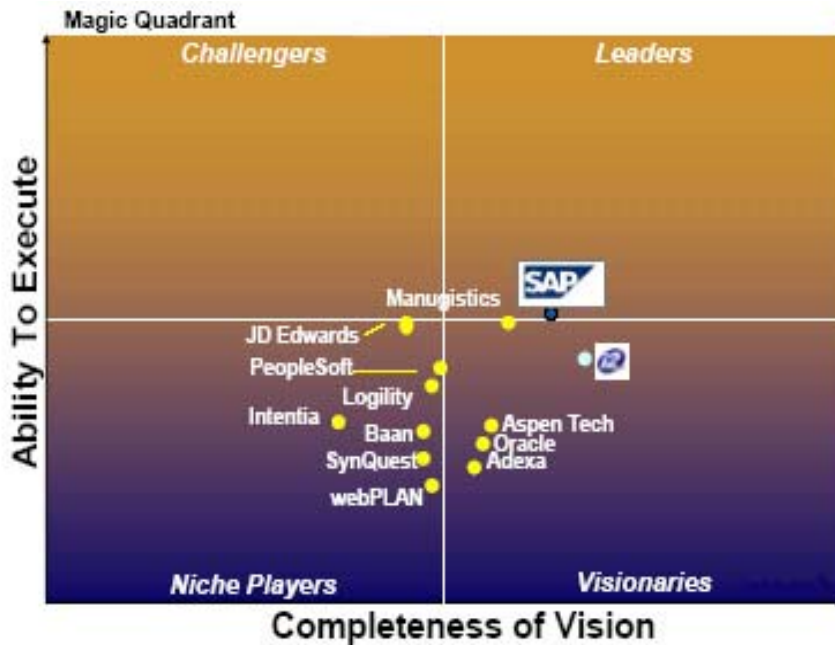 Magic Quadrant
Challengers
Leaders
Ability To Execute
SAP
Manugistics
JD Edwards
PeopleSoft
Logility
Intentia
Baan
SynQuest
webPLAN
i2
Aspen Tech
Oracle
Adexa
Niche Players
Visionaries
Completeness of Vision